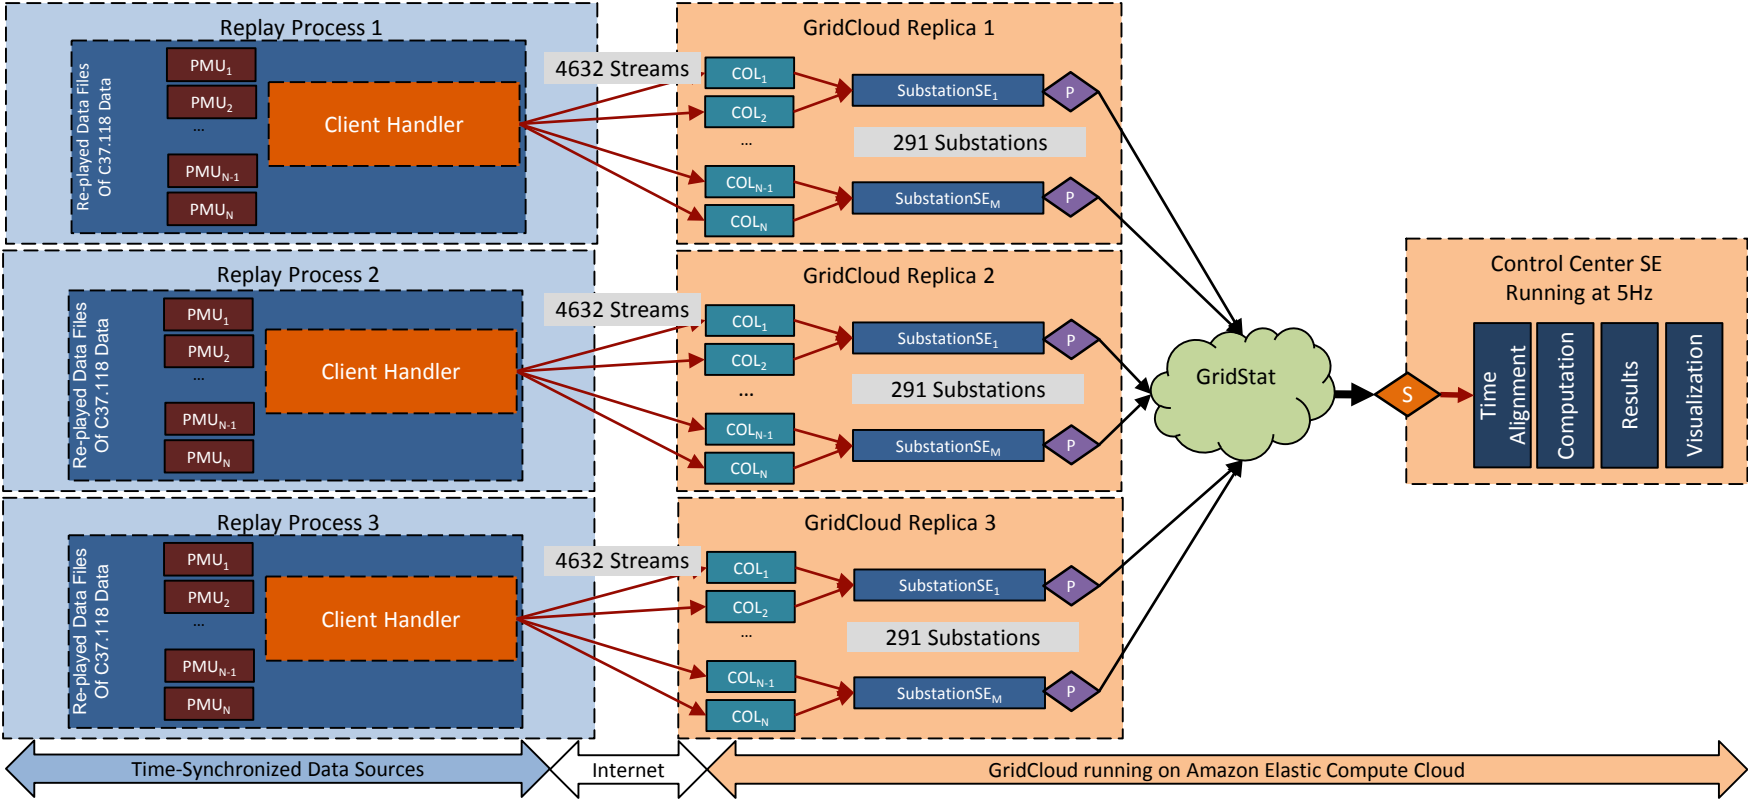 Replay Process 1
Re-played Data Files
Of C37.118 Data
PMU1
PMU2
...
PMUN-1
PMUN
Client Handler
4632 Streams
GridCloud Replica 1
COL1
COL2
...
COLN-1
COLN
SubstationSE1
P
291 Substations
SubstationSEM
P
Replay Process 2
Re-played Data Files
Of C37.118 Data
PMU1
PMU2
...
PMUN-1
PMUN
Client Handler
4632 Streams
GridCloud Replica 2
COL1
COL2
...
COLN-1
COLN
SubstationSE1
P
291 Substations
SubstationSEM
P
Replay Process 3
Re-played Data Files
Of C37.118 Data
PMU1
PMU2
...
PMUN-1
PMUN
Client Handler
4632 Streams
GridCloud Replica 3
COL1
COL2
...
COLN-1
COLN
SubstationSE1
P
291 Substations
SubstationSEM
P
GridStat
S
Control Center SE
Running at 5Hz
Time
Alignment
Computation
Results
Visualization
Time-Synchronized Data Sources
Internet
GridCloud running on Amazon Elastic Compute Cloud